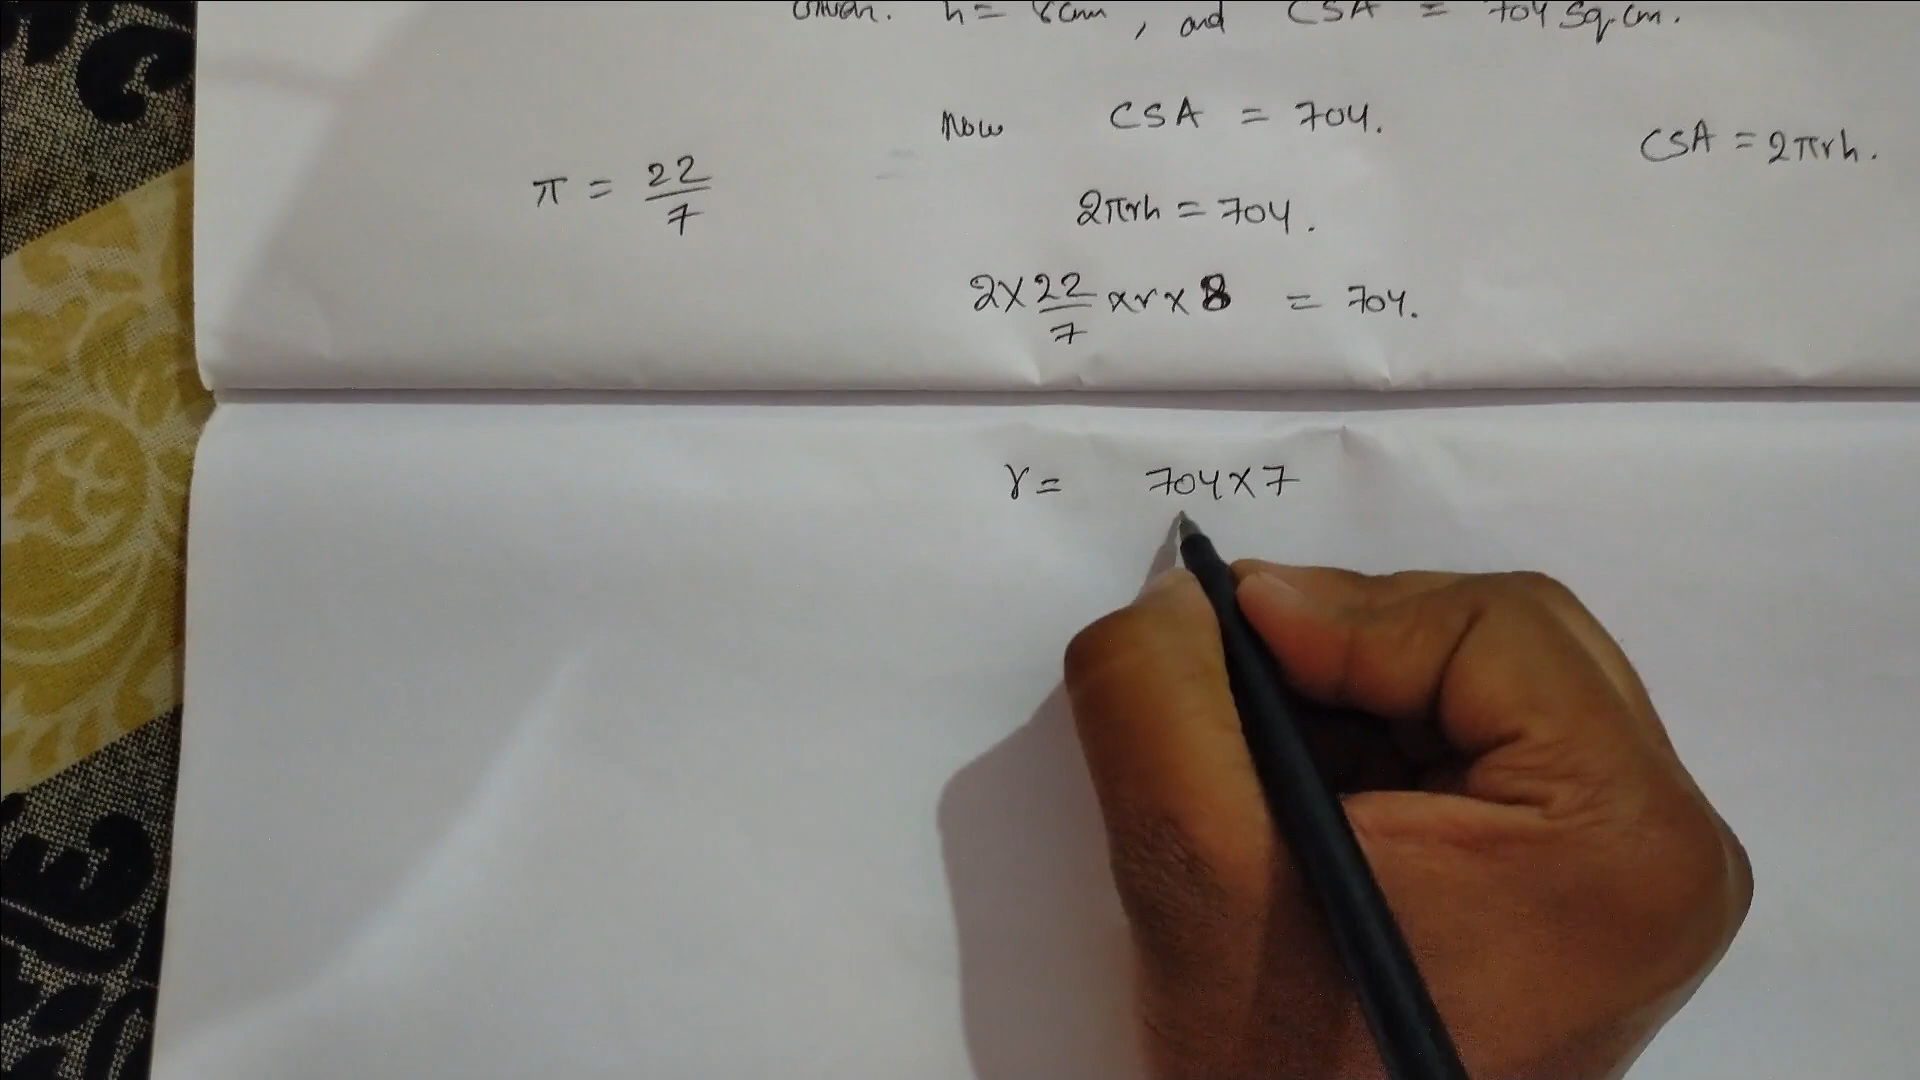 Given. h = 8cm, and CSA = 704 Sq.cm.
Now CSA = 704.
CSA = 2πrh.
π = 22/7
2πrh = 704.
2 × 22/7 × r × 8 = 704.
r = 704 × 7